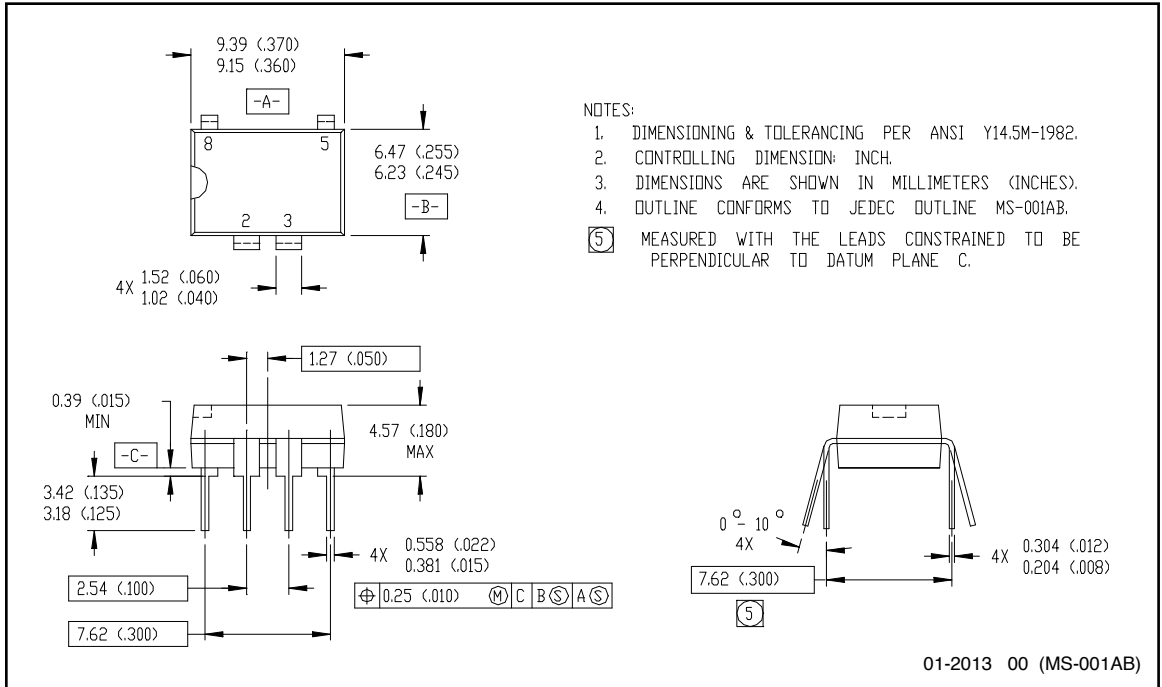 9.39 (.370)
9.15 (.360)
-A-
8
5
2
3
6.47 (.255)
6.23 (.245)
-B-
4X
1.52 (.060)
1.02 (.040)
NOTES:
1. DIMENSIONING & TOLERANCING PER ANSI Y14.5M-1982.
2. CONTROLLING DIMENSION: INCH.
3. DIMENSIONS ARE SHOWN IN MILLIMETERS (INCHES).
4. OUTLINE CONFORMS TO JEDEC OUTLINE MS-001AB.
5 MEASURED WITH THE LEADS CONSTRAINED TO BE
PERPENDICULAR TO DATUM PLANE C.
1.27 (.050)
0.39 (.015)
MIN
-C-
4.57 (.180)
MAX
3.42 (.135)
3.18 (.125)
4X
0.558 (.022)
0.381 (.015)
2.54 (.100)
⌖ 0.25 (.010) Ⓜ C B Ⓢ A Ⓢ
7.62 (.300)
0° - 10°
4X
4X
0.304 (.012)
0.204 (.008)
7.62 (.300)
5
01-2013 00 (MS-001AB)